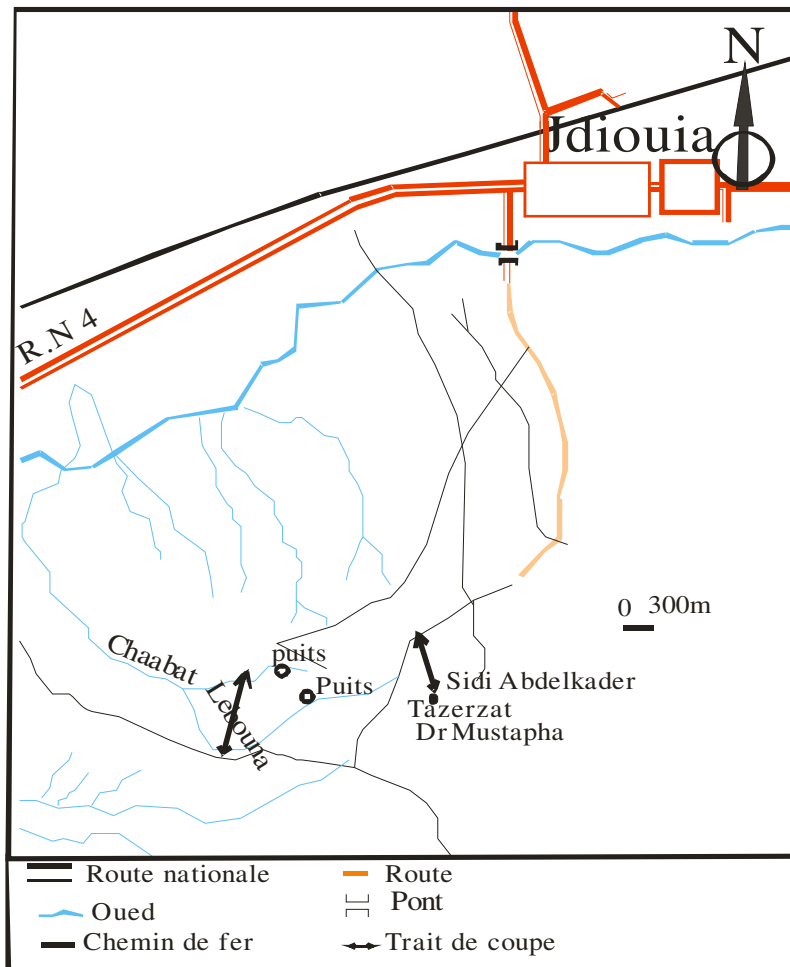 N
Jdiouia
R.N 4
0 300m
Chaabat
Lebouna
puits
Puits
Sidi Abdelkader
Tazerzat
Dr Mustapha
Route nationale
Route
Oued
Pont
Chemin de fer
Trait de coupe